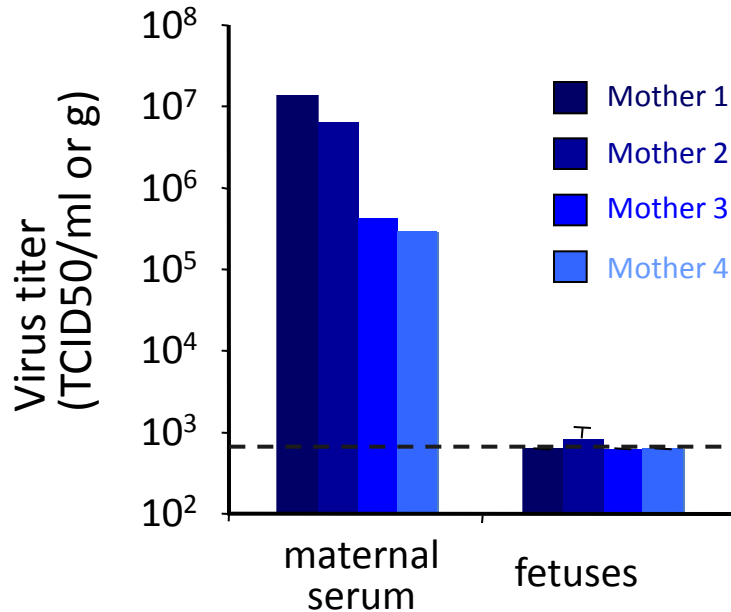 Virus titer
(TCID50/ml or g)
10⁸
10⁷
10⁶
10⁵
10⁴
10³
10²
Mother 1
Mother 2
Mother 3
Mother 4
maternal
serum
fetuses